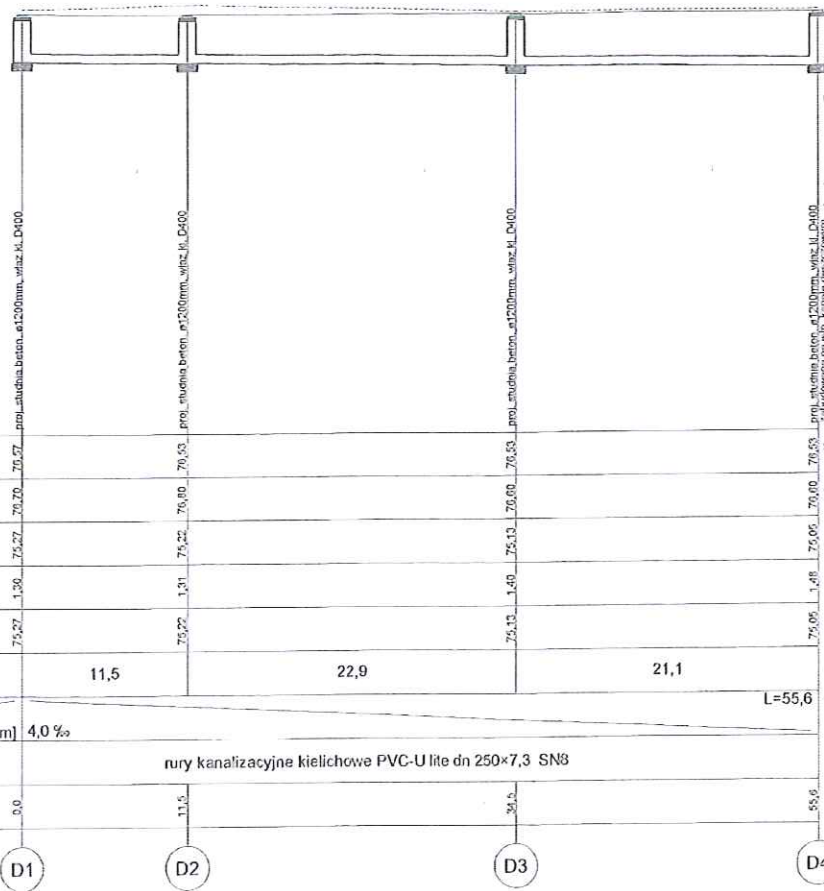 proj. studnia beton. ø1200mm, właz kl. D400
proj. studnia beton. ø1200mm, właz kl. D400
proj. studnia beton. ø1200mm, właz kl. D400
proj. studnia beton. ø1200mm, właz kl. D400
76,57 76,53 76,53 76,53
76,70 76,80 76,60 76,60
75,27 75,22 75,13 75,05
1,30 1,31 1,40 1,48
75,27 75,22 75,13 75,05
11,5 22,9 21,1
L=55,6
m] 4,0 ‰
rury kanalizacyjne kielichowe PVC-U lite dn 250×7,3 SN8
0,0 11,5 34,5 55,6
D1 D2 D3 D4